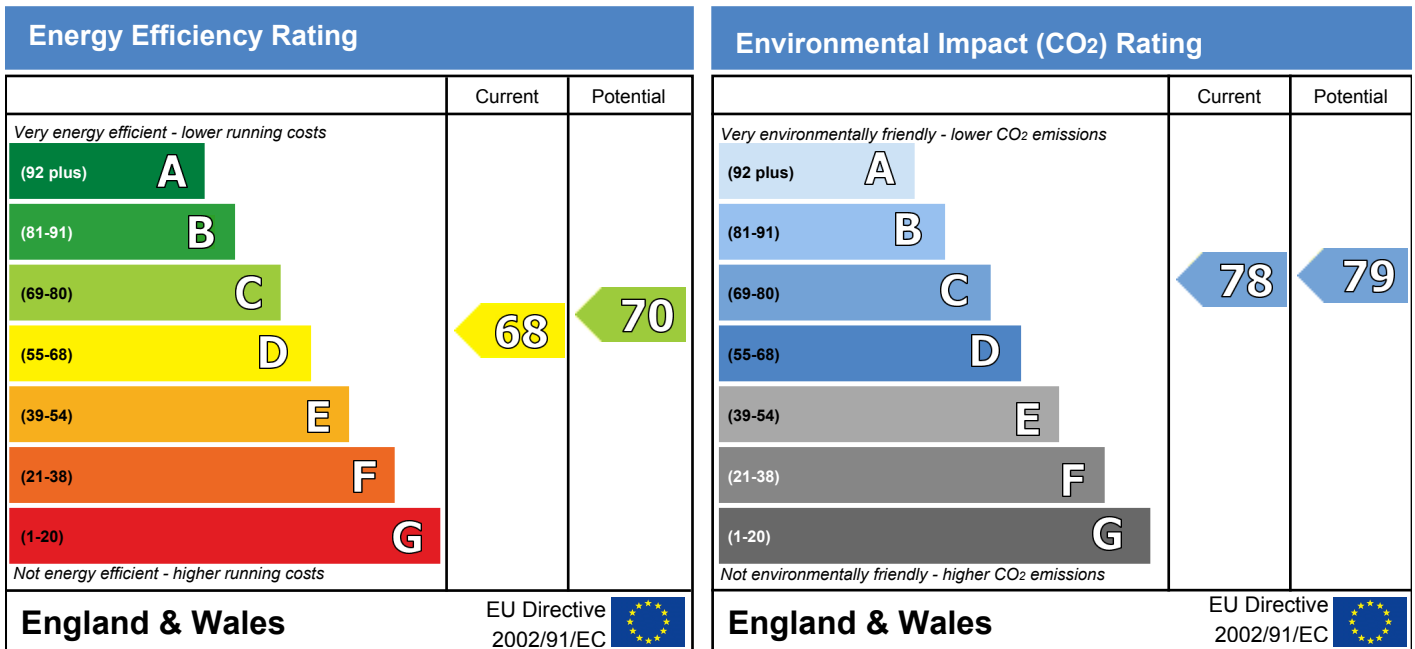 Energy Efficiency Rating
Current Potential
Very energy efficient - lower running costs
(92 plus) A
(81-91) B
(69-80) C
(55-68) D
(39-54) E
(21-38) F
(1-20) G
68
70
Not energy efficient - higher running costs
England & Wales
EU Directive
2002/91/EC
Environmental Impact (CO2) Rating
Current Potential
Very environmentally friendly - lower CO2 emissions
(92 plus) A
(81-91) B
(69-80) C
(55-68) D
(39-54) E
(21-38) F
(1-20) G
78
79
Not environmentally friendly - higher CO2 emissions
England & Wales
EU Directive
2002/91/EC